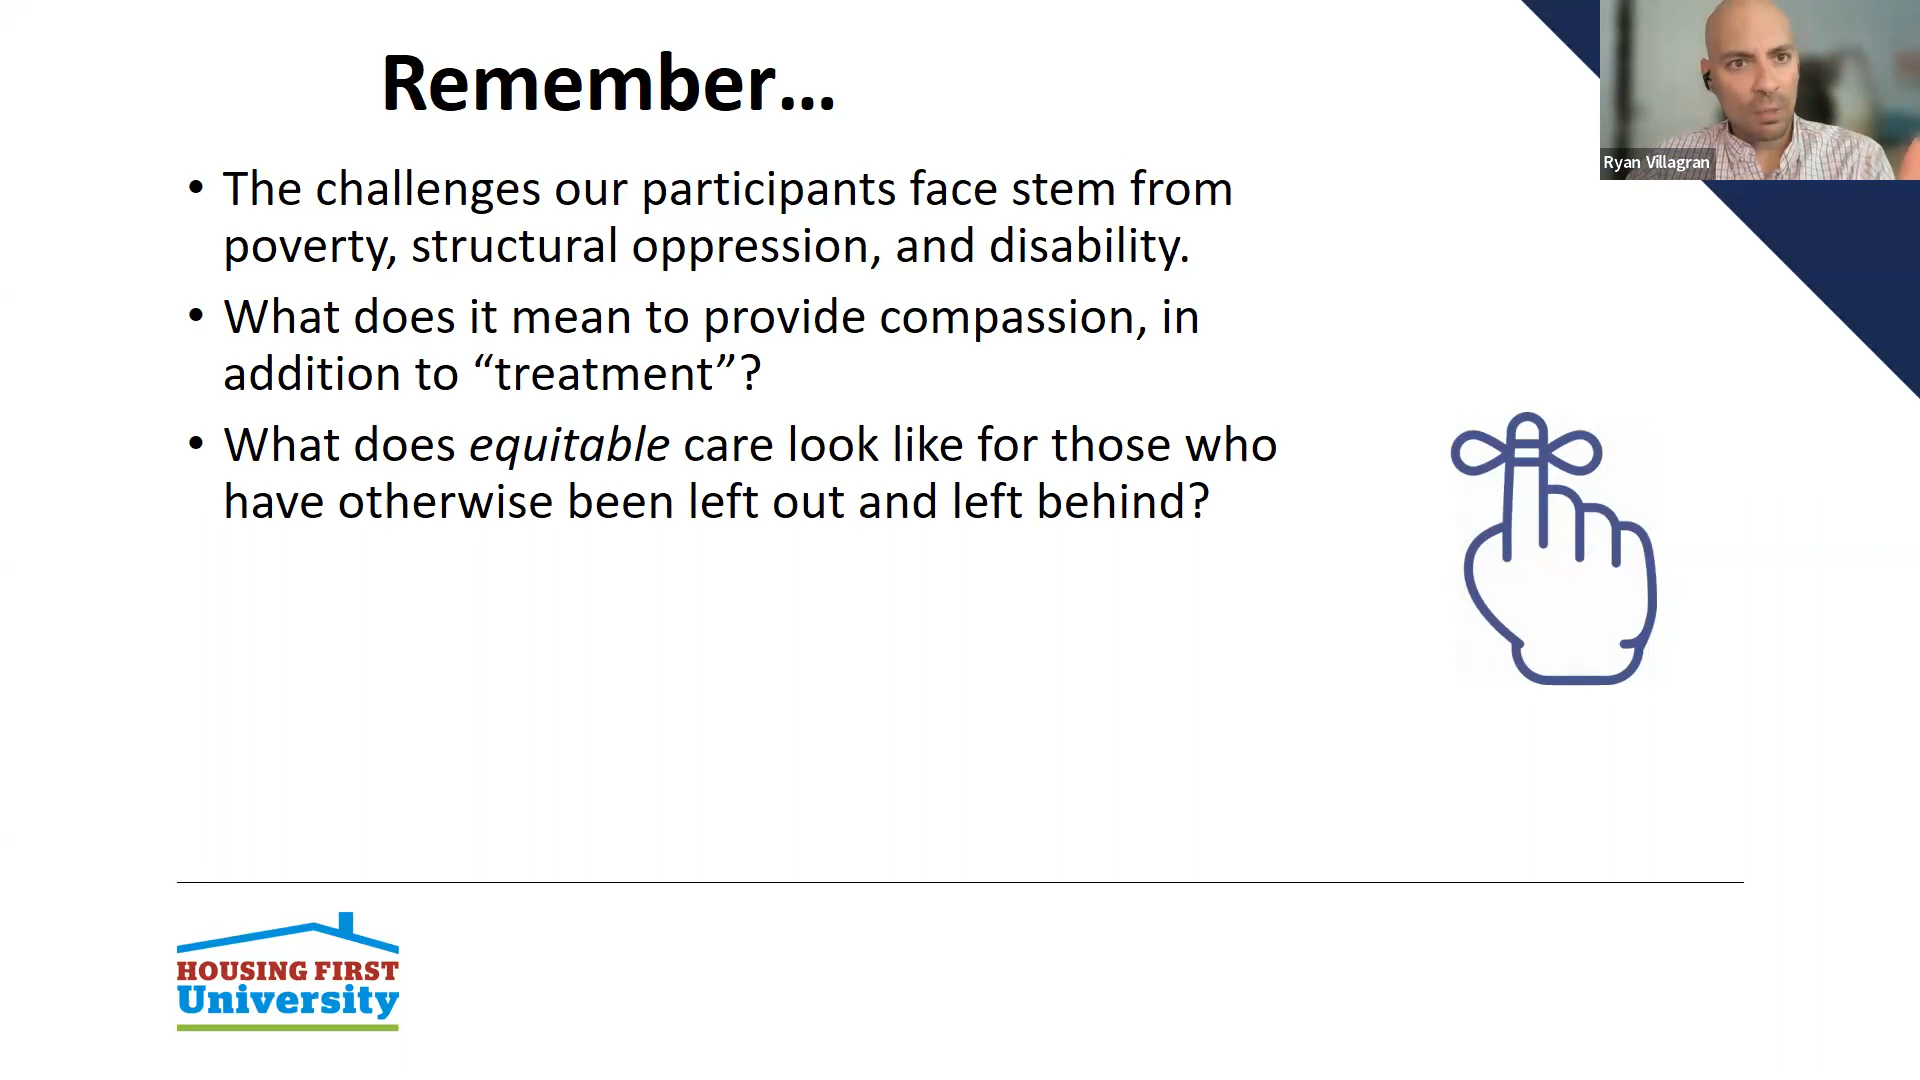 Remember...
Ryan Villagran
• The challenges our participants face stem from
poverty, structural oppression, and disability.
• What does it mean to provide compassion, in
addition to “treatment”?
• What does equitable care look like for those who
have otherwise been left out and left behind?
HOUSING FIRST
University